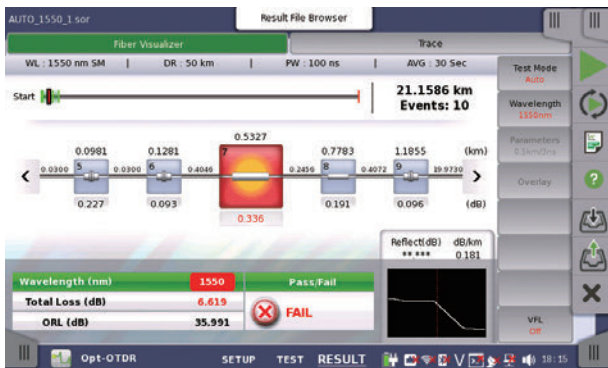 AUTO_1550_1.sor
Result File Browser
Fiber Visualizer
Trace
WL : 1550 nm SM | DR : 50 km | PW : 100 ns | AVG : 30 Sec
Start
21.1586 km
Events: 10
0.0981 0.1281 0.5327 0.7783 1.1855 (km)
5 6 7 8 9
0.0300 0.0300 0.4046 0.2456 0.4072 19.9730
0.227 0.093 0.336 0.191 0.096 (dB)
Reflect(dB) dB/km
**.*** 0.181
Wavelength (nm) 1550 Pass/Fail
Total Loss (dB) 6.619
FAIL
ORL (dB) 35.991
Test Mode
Auto
Wavelength
1550nm
Parameters
Overlay
VFL
Off
Opt-OTDR SETUP TEST RESULT V 18:15